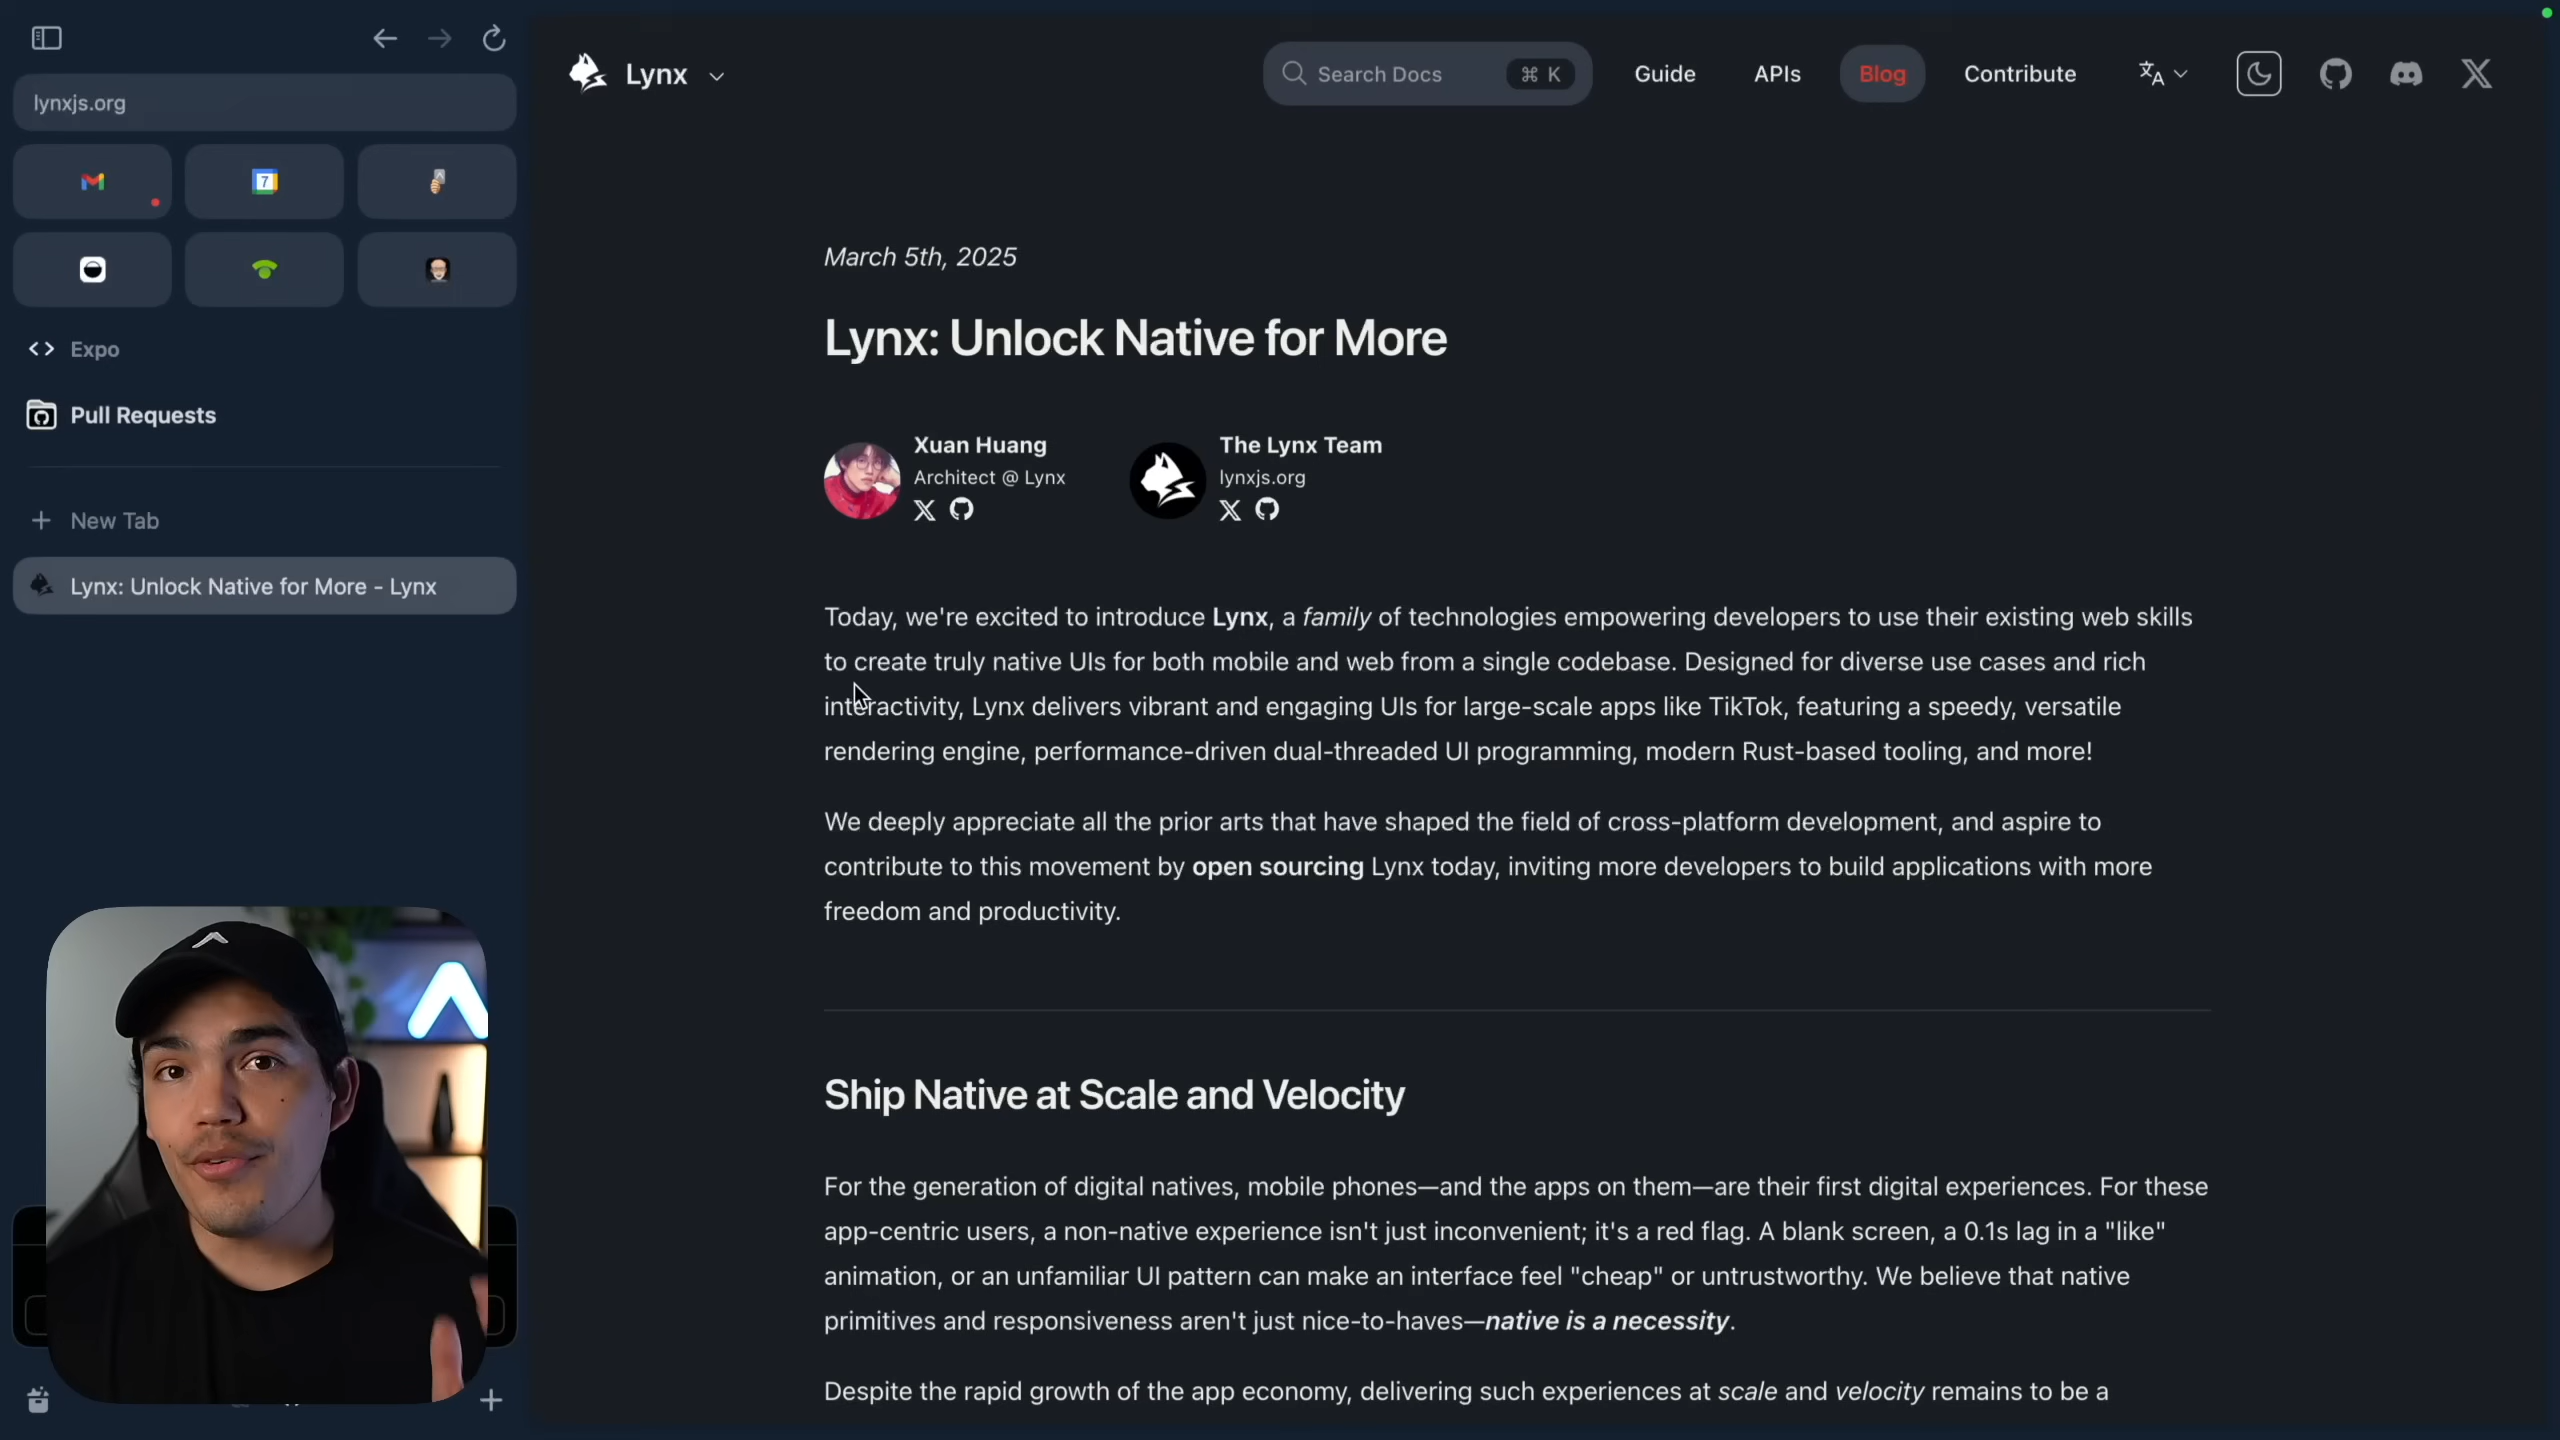 lynxjs.org
7
Expo
Pull Requests
New Tab
Lynx: Unlock Native for More - Lynx
Lynx
Search Docs
⌘ K
Guide
APIs
Blog
Contribute
March 5th, 2025
Lynx: Unlock Native for More
Xuan Huang
Architect @ Lynx
The Lynx Team
lynxjs.org
Today, we're excited to introduce Lynx, a family of technologies empowering developers to use their existing web skills
to create truly native UIs for both mobile and web from a single codebase. Designed for diverse use cases and rich
interactivity, Lynx delivers vibrant and engaging UIs for large-scale apps like TikTok, featuring a speedy, versatile
rendering engine, performance-driven dual-threaded UI programming, modern Rust-based tooling, and more!
We deeply appreciate all the prior arts that have shaped the field of cross-platform development, and aspire to
contribute to this movement by open sourcing Lynx today, inviting more developers to build applications with more
freedom and productivity.
Ship Native at Scale and Velocity
For the generation of digital natives, mobile phones—and the apps on them—are their first digital experiences. For these
app-centric users, a non-native experience isn't just inconvenient; it's a red flag. A blank screen, a 0.1s lag in a "like"
animation, or an unfamiliar UI pattern can make an interface feel "cheap" or untrustworthy. We believe that native
primitives and responsiveness aren't just nice-to-haves—native is a necessity.
Despite the rapid growth of the app economy, delivering such experiences at scale and velocity remains to be a